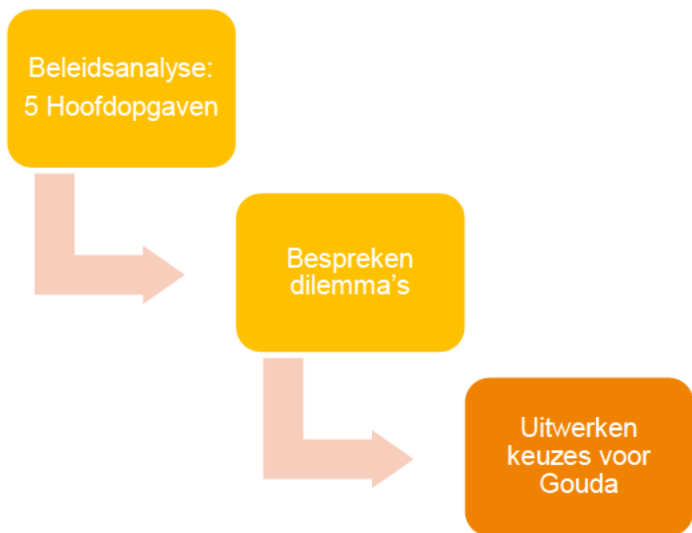 Beleidsanalyse:
5 Hoofdopgaven
Bespreken
dilemma's
Uitwerken
keuzes voor
Gouda